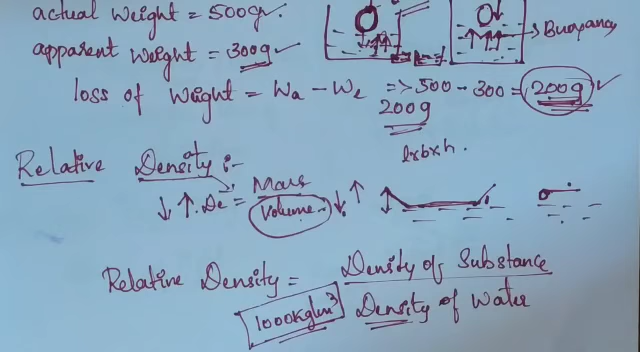 actual weight = 500gr.
apparent weight = 300g
Buoyancy
loss of weight = Wa - We => 500 - 300 = 200g
200g
lxbxh.
Relative Density :-
↓ ↑. De = Mass
Volume ↓ ↑
Relative Density = Density of Substance
1000Kg/m³ Density of Water